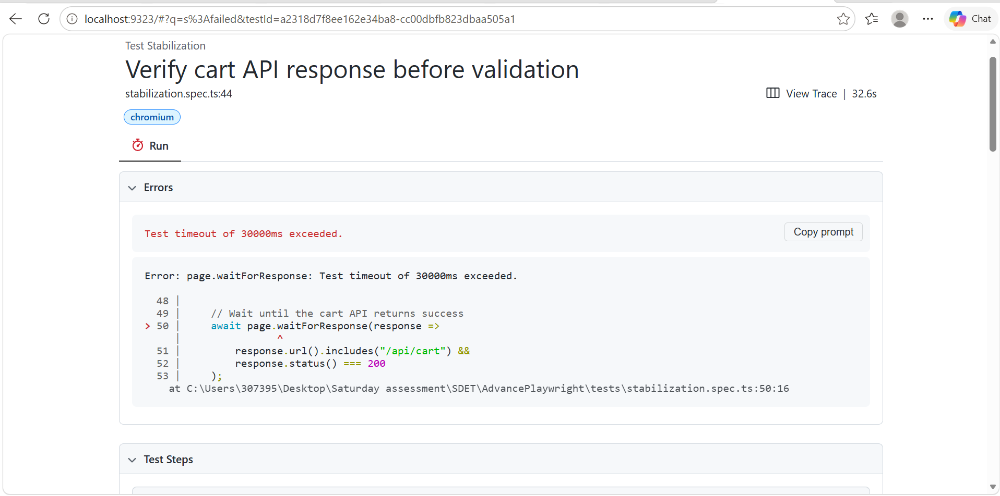 localhost:9323/#?q=s%3Afailed&testId=a2318d7f8ee162e34ba8-cc00dbfb823dbaa505a1
Chat
Test Stabilization
Verify cart API response before validation
stabilization.spec.ts:44
View Trace | 32.6s
chromium
Run
Errors
Test timeout of 30000ms exceeded.
Copy prompt
Error: page.waitForResponse: Test timeout of 30000ms exceeded.
48 |
49 |     // Wait until the cart API returns success
> 50 |     await page.waitForResponse(response =>
|                ^
51 |         response.url().includes("/api/cart") &&
52 |         response.status() === 200
53 |     );
at C:\Users\307395\Desktop\Saturday assessment\SDET\AdvancePlaywright\tests\stabilization.spec.ts:50:16
Test Steps